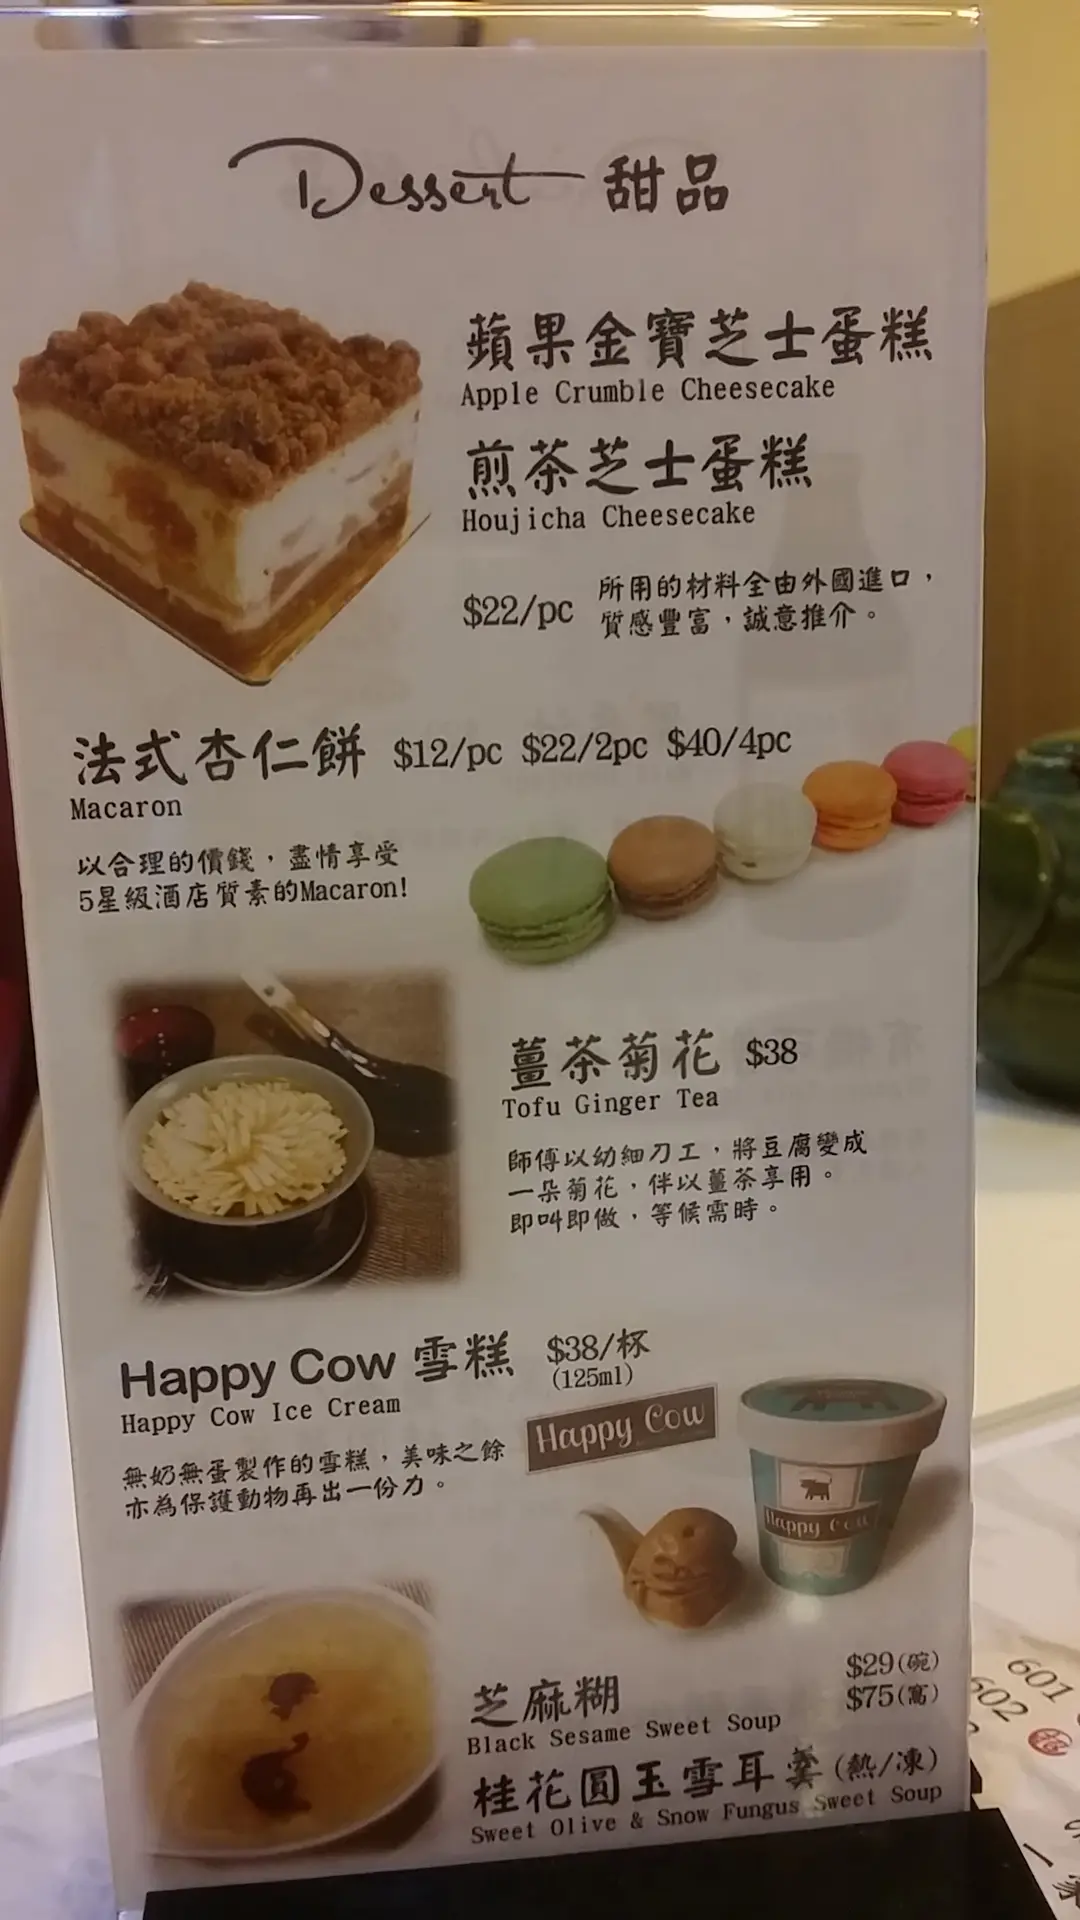 Dessert 甜品
蘋果金寶芝士蛋糕
Apple Crumble Cheesecake
煎茶芝士蛋糕
Houjicha Cheesecake
$22/pc 所用的材料全由外國進口，
質感豐富，誠意推介。
法式杏仁餅 $12/pc $22/2pc $40/4pc
Macaron
以合理的價錢，盡情享受
5星級酒店質素的Macaron!
薑茶菊花 $38
Tofu Ginger Tea
師傅以幼細刀工，將豆腐變成
一朵菊花，伴以薑茶享用。
即叫即做，等候需時。
Happy Cow 雪糕 $38/杯
(125ml)
Happy Cow Ice Cream
無奶無蛋製作的雪糕，美味之餘
亦為保護動物再出一份力。
Happy Cow
Happy Cow
芝麻糊 $29(碗)
$75(窩)
Black Sesame Sweet Soup
桂花圓玉雪耳羹(熱/凍)
Sweet Olive & Snow Fungus Sweet Soup
601
602